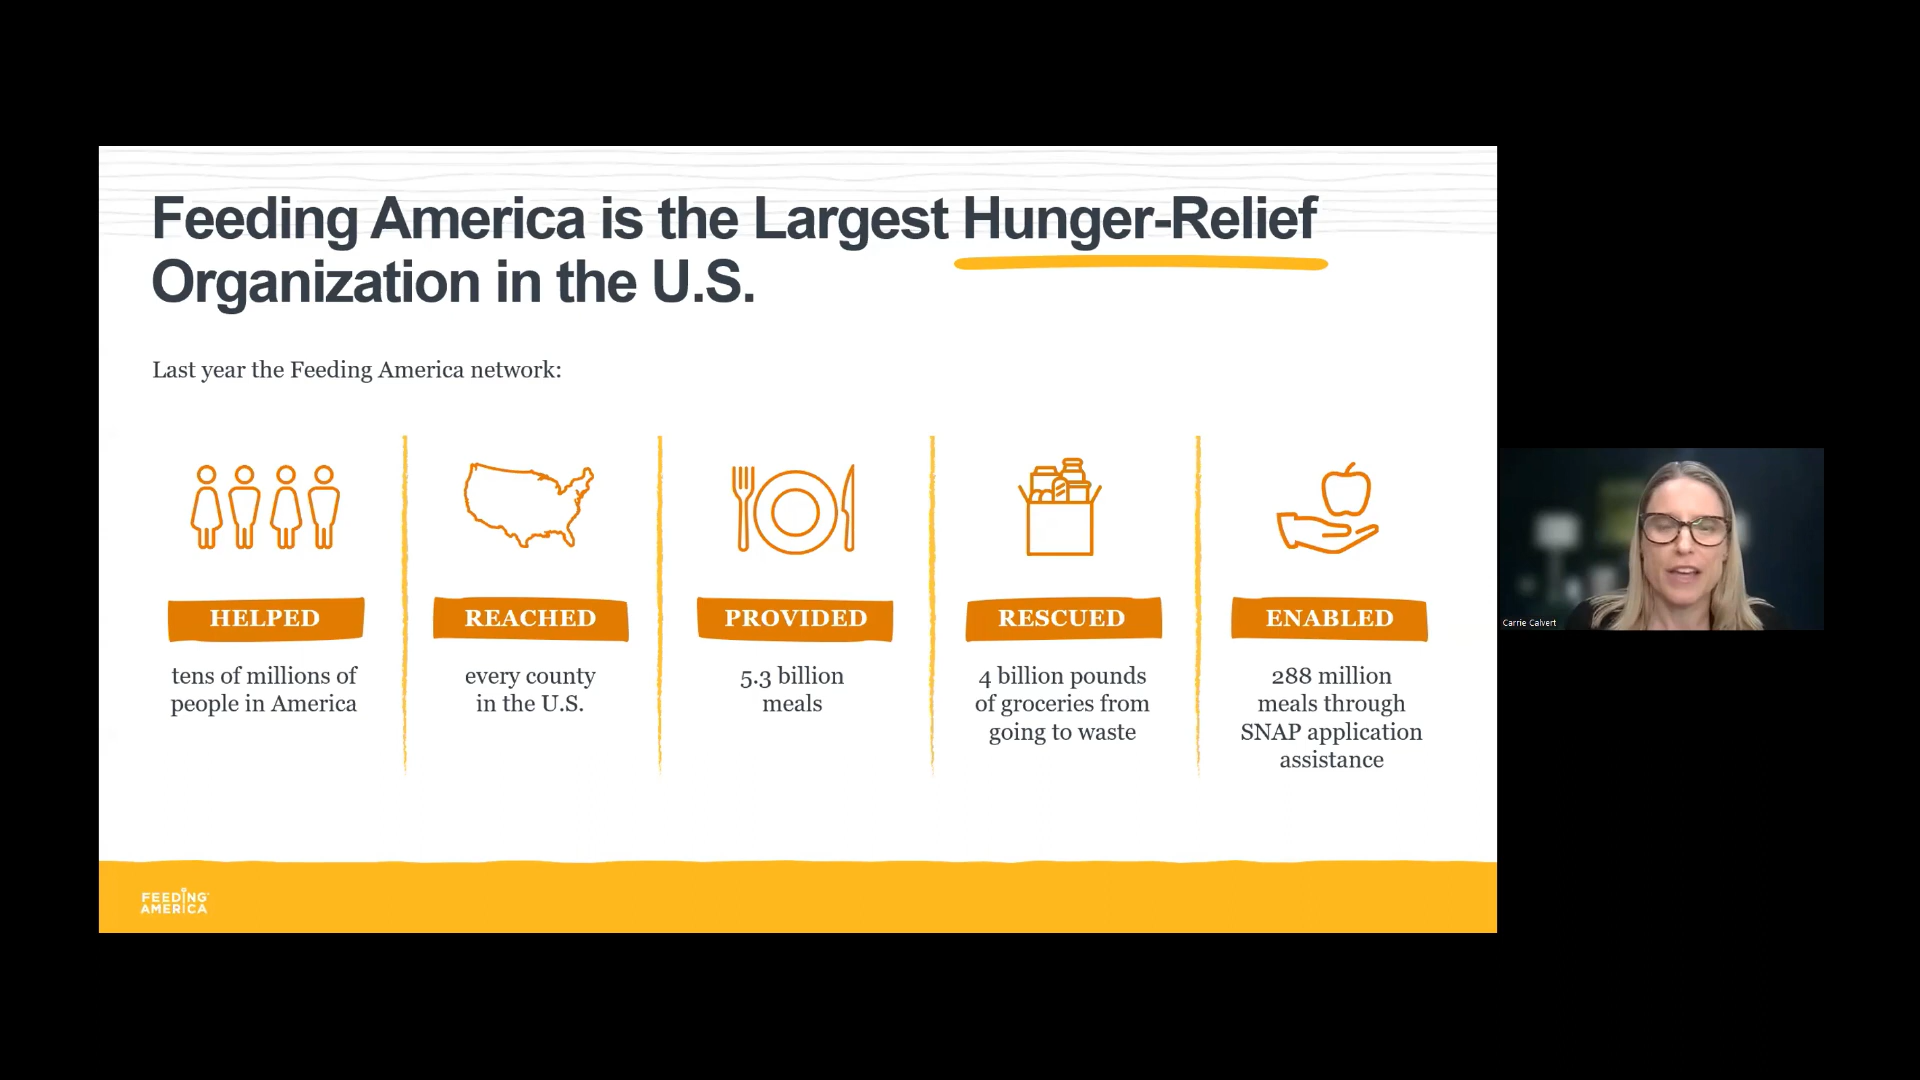 Feeding America is the Largest Hunger-Relief
Organization in the U.S.
Last year the Feeding America network:
HELPED
tens of millions of
people in America
REACHED
every county
in the U.S.
PROVIDED
5.3 billion
meals
RESCUED
4 billion pounds
of groceries from
going to waste
ENABLED
288 million
meals through
SNAP application
assistance
FEEDING
AMERICA
Carrie Calvert